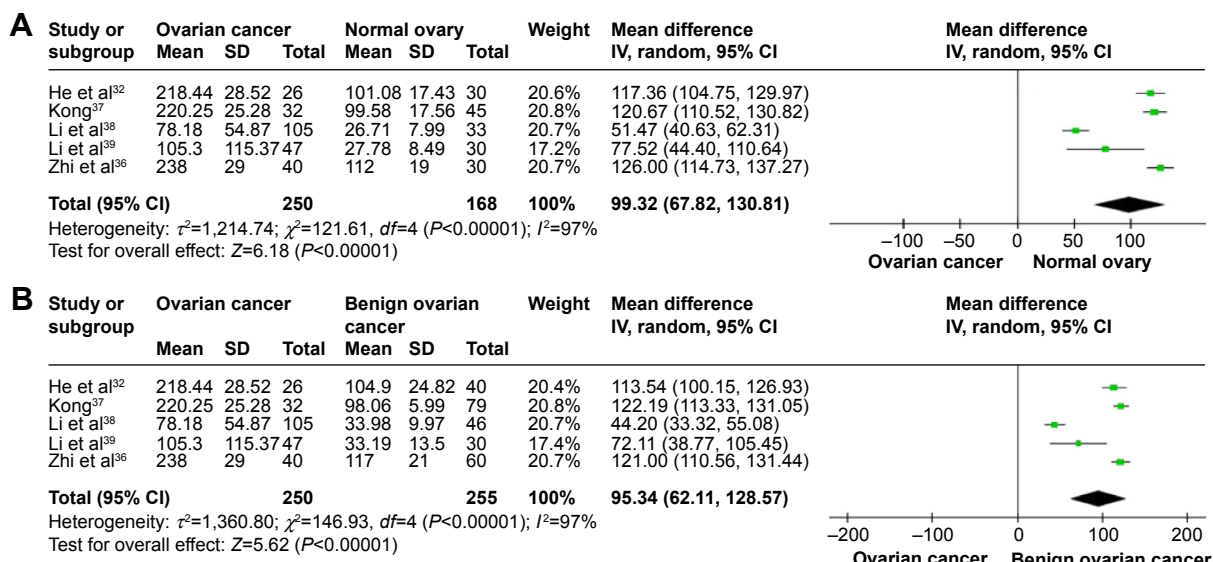 A Study or subgroup Ovarian cancer Normal ovary Weight Mean difference IV, random, 95% CI Mean difference IV, random, 95% CI
Mean SD Total Mean SD Total
He et al32 218.44 28.52 26 101.08 17.43 30 20.6% 117.36 (104.75, 129.97)
Kong37 220.25 25.28 32 99.58 17.56 45 20.8% 120.67 (110.52, 130.82)
Li et al38 78.18 54.87 105 26.71 7.99 33 20.7% 51.47 (40.63, 62.31)
Li et al39 105.3 115.37 47 27.78 8.49 30 17.2% 77.52 (44.40, 110.64)
Zhi et al36 238 29 40 112 19 30 20.7% 126.00 (114.73, 137.27)
Total (95% CI) 250 168 100% 99.32 (67.82, 130.81)
Heterogeneity: τ²=1,214.74; χ²=121.61, df=4 (P<0.00001); I²=97%
Test for overall effect: Z=6.18 (P<0.00001)
–100 –50 0 50 100
Ovarian cancer Normal ovary
B Study or subgroup Ovarian cancer Benign ovarian cancer Weight Mean difference IV, random, 95% CI Mean difference IV, random, 95% CI
Mean SD Total Mean SD Total
He et al32 218.44 28.52 26 104.9 24.82 40 20.4% 113.54 (100.15, 126.93)
Kong37 220.25 25.28 32 98.06 5.99 79 20.8% 122.19 (113.33, 131.05)
Li et al38 78.18 54.87 105 33.98 9.97 46 20.7% 44.20 (33.32, 55.08)
Li et al39 105.3 115.37 47 33.19 13.5 30 17.4% 72.11 (38.77, 105.45)
Zhi et al36 238 29 40 117 21 60 20.7% 121.00 (110.56, 131.44)
Total (95% CI) 250 255 100% 95.34 (62.11, 128.57)
Heterogeneity: τ²=1,360.80; χ²=146.93, df=4 (P<0.00001); I²=97%
Test for overall effect: Z=5.62 (P<0.00001)
–200 –100 0 100 200
Ovarian cancer Benign ovarian cancer